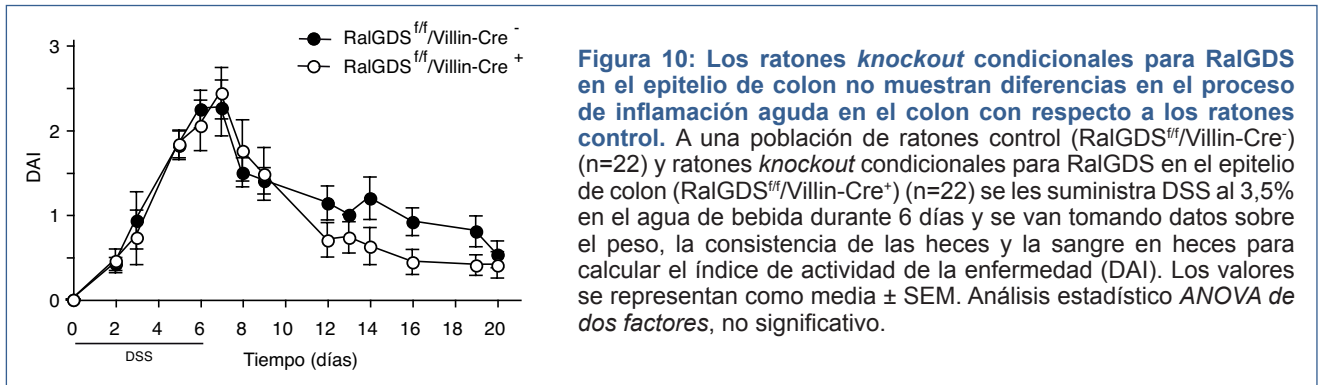 RalGDS^f/f/Villin-Cre ^-
RalGDS^f/f/Villin-Cre ^+
3
2
1
0
DAI
0 2 4 6 8 10 12 14 16 18 20
DSS
Tiempo (días)
Figura 10: Los ratones knockout condicionales para RalGDS
en el epitelio de colon no muestran diferencias en el proceso
de inflamación aguda en el colon con respecto a los ratones
control. A una población de ratones control (RalGDS^f/f/Villin-Cre^-)
(n=22) y ratones knockout condicionales para RalGDS en el epitelio
de colon (RalGDS^f/f/Villin-Cre^+) (n=22) se les suministra DSS al 3,5%
en el agua de bebida durante 6 días y se van tomando datos sobre
el peso, la consistencia de las heces y la sangre en heces para
calcular el índice de actividad de la enfermedad (DAI). Los valores
se representan como media ± SEM. Análisis estadístico ANOVA de
dos factores, no significativo.